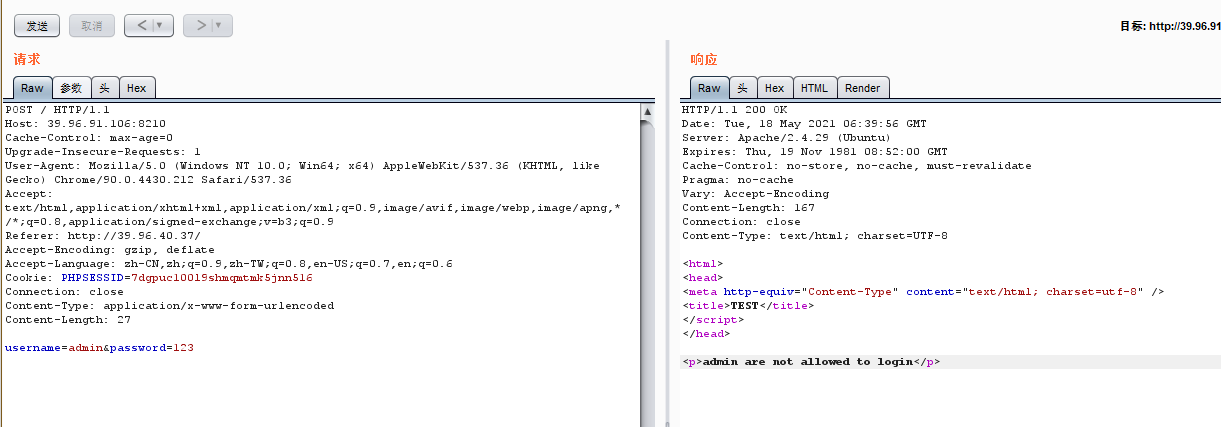 发送 取消 < > 目标: http://39.96.91
请求
Raw 参数 头 Hex
POST / HTTP/1.1
Host: 39.96.91.106:8210
Cache-Control: max-age=0
Upgrade-Insecure-Requests: 1
User-Agent: Mozilla/5.0 (Windows NT 10.0; Win64; x64) AppleWebKit/537.36 (KHTML, like
Gecko) Chrome/90.0.4430.212 Safari/537.36
Accept:
text/html,application/xhtml+xml,application/xml;q=0.9,image/avif,image/webp,image/apng,*
/*;q=0.8,application/signed-exchange;v=b3;q=0.9
Referer: http://39.96.40.37/
Accept-Encoding: gzip, deflate
Accept-Language: zh-CN,zh;q=0.9,zh-TW;q=0.8,en-US;q=0.7,en;q=0.6
Cookie: PHPSESSID=7dgpucl00l9shmqmtmk5jnn516
Connection: close
Content-Type: application/x-www-form-urlencoded
Content-Length: 27
username=admin&password=123
响应
Raw 头 Hex HTML Render
HTTP/1.1 200 OK
Date: Tue, 18 May 2021 06:39:56 GMT
Server: Apache/2.4.29 (Ubuntu)
Expires: Thu, 19 Nov 1981 08:52:00 GMT
Cache-Control: no-store, no-cache, must-revalidate
Pragma: no-cache
Vary: Accept-Encoding
Content-Length: 167
Connection: close
Content-Type: text/html; charset=UTF-8
<html>
<head>
<meta http-equiv="Content-Type" content="text/html; charset=utf-8" />
<title>TEST</title>
</script>
</head>
<p>admin are not allowed to login</p>